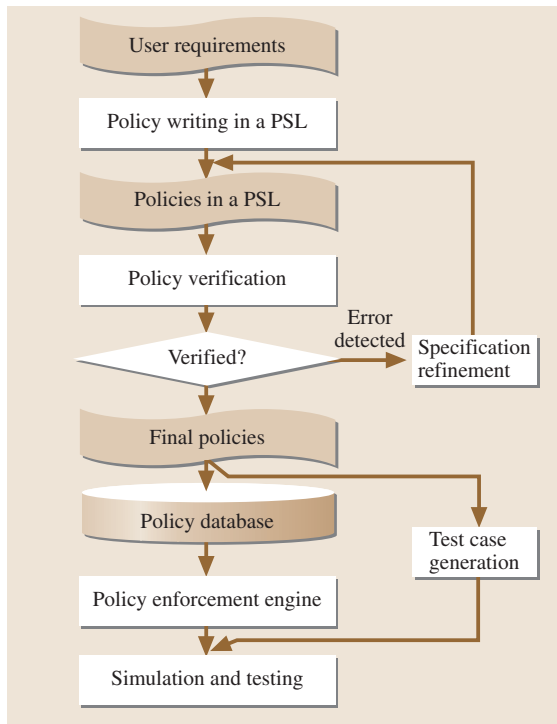 User requirements
Policy writing in a PSL
Policies in a PSL
Policy verification
Error
detected
Verified?
Specification
refinement
Final policies
Policy database
Test case
generation
Policy enforcement engine
Simulation and testing